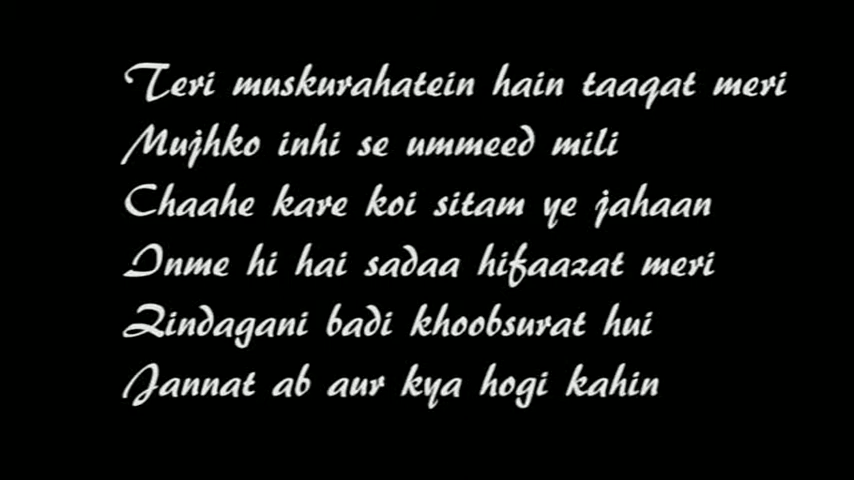 Teri muskurahatein hain taaqat meri
Mujhko inhi se ummeed mili
Chaahe kare koi sitam ye jahaan
Inme hi hai sadaa hifaazat meri
Zindagani badi khoobsurat hui
Jannat ab aur kya hogi kahin